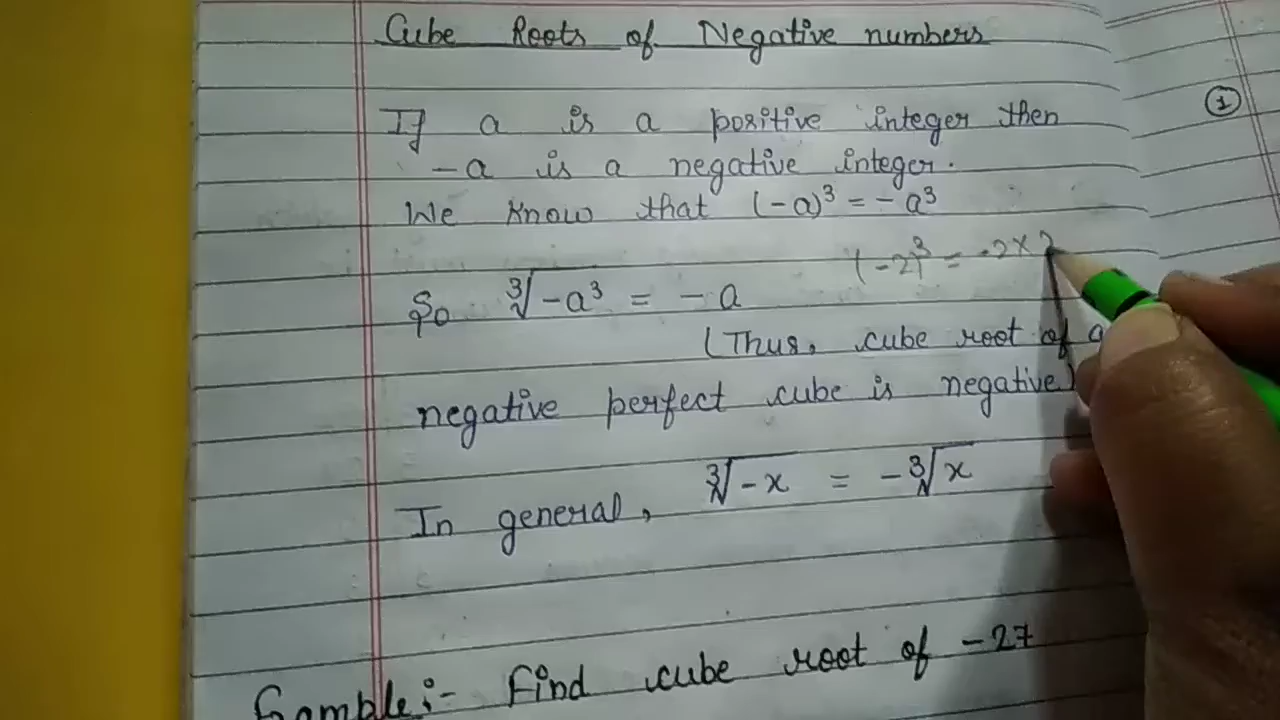 Cube Roots of Negative numbers
①
If a is a positive integer then
-a is a negative integer.
We know that (-a)³ = -a³
(-2)³ = -2×2
So ∛-a³ = -a
(Thus, cube root of a
negative perfect cube is negative)
In general, ∛-x = -∛x
Example:- Find cube root of -27